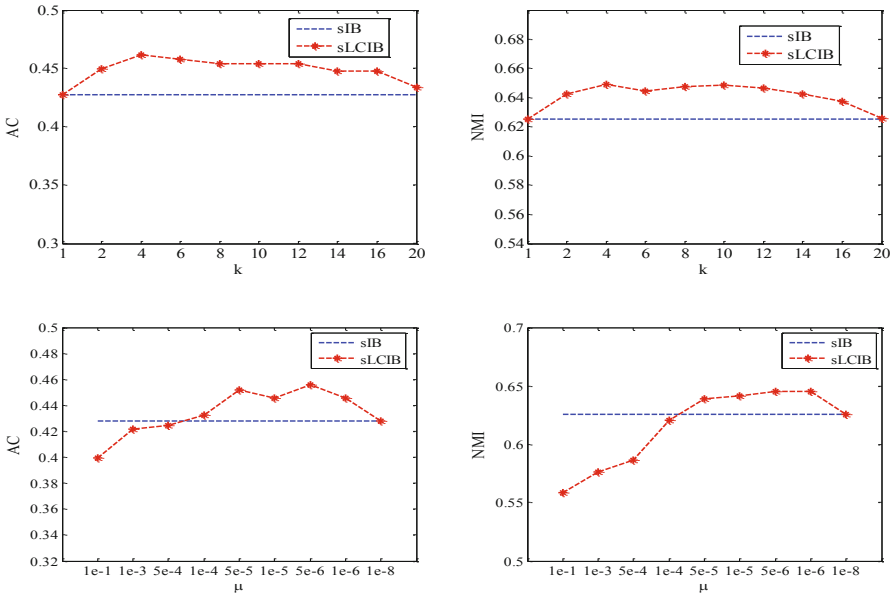 0.5
0.45
0.4
0.35
0.3
AC
sIB
sLCIB
1 2 4 6 8 10 12 14 16 20
k
0.68
0.66
0.64
0.62
0.6
0.58
0.56
0.54
NMI
sIB
sLCIB
1 2 4 6 8 10 12 14 16 20
k
0.5
0.48
0.46
0.44
0.42
0.4
0.38
0.36
0.34
0.32
AC
sIB
sLCIB
1e-1 1e-3 5e-4 1e-4 5e-5 1e-5 5e-6 1e-6 1e-8
μ
0.7
0.65
0.6
0.55
0.5
NMI
sIB
sLCIB
1e-1 1e-3 5e-4 1e-4 5e-5 1e-5 5e-6 1e-6 1e-8
μ